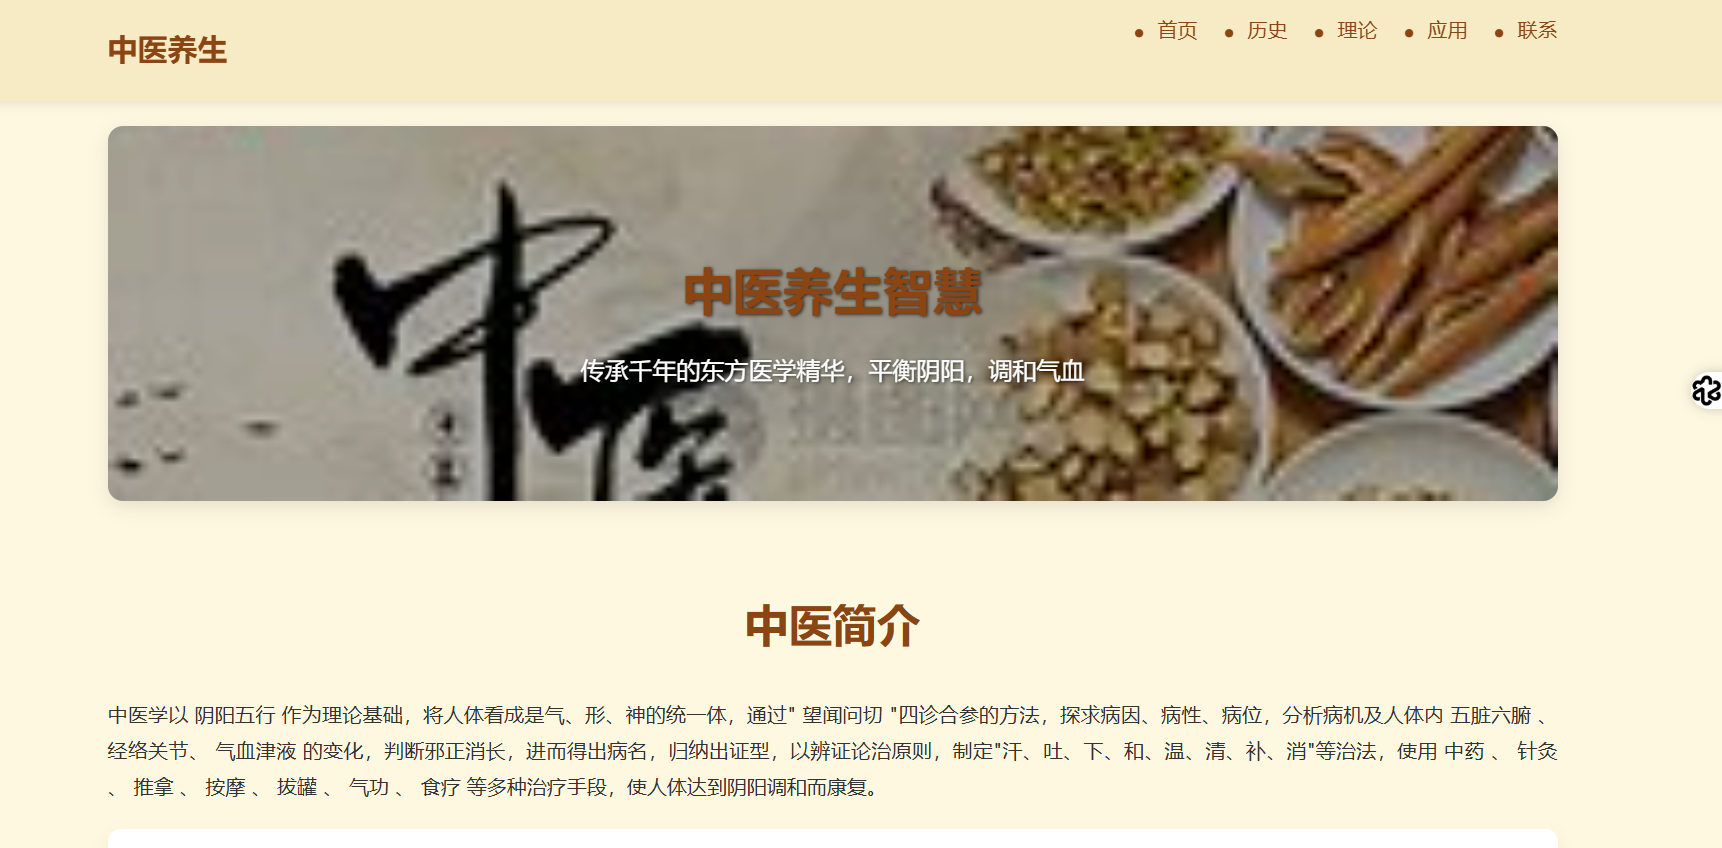 中医养生
首页
历史
理论
应用
联系
中医
中医养生智慧
传承千年的东方医学精华，平衡阴阳，调和气血
中医简介
中医学以 阴阳五行 作为理论基础，将人体看成是气、形、神的统一体，通过" 望闻问切 "四诊合参的方法，探求病因、病性、病位，分析病机及人体内 五脏六腑 、
经络关节、 气血津液 的变化，判断邪正消长，进而得出病名，归纳出证型，以辨证论治原则，制定"汗、吐、下、和、温、清、补、消"等治法，使用 中药 、 针灸
、 推拿 、 按摩 、 拔罐 、 气功 、 食疗 等多种治疗手段，使人体达到阴阳调和而康复。